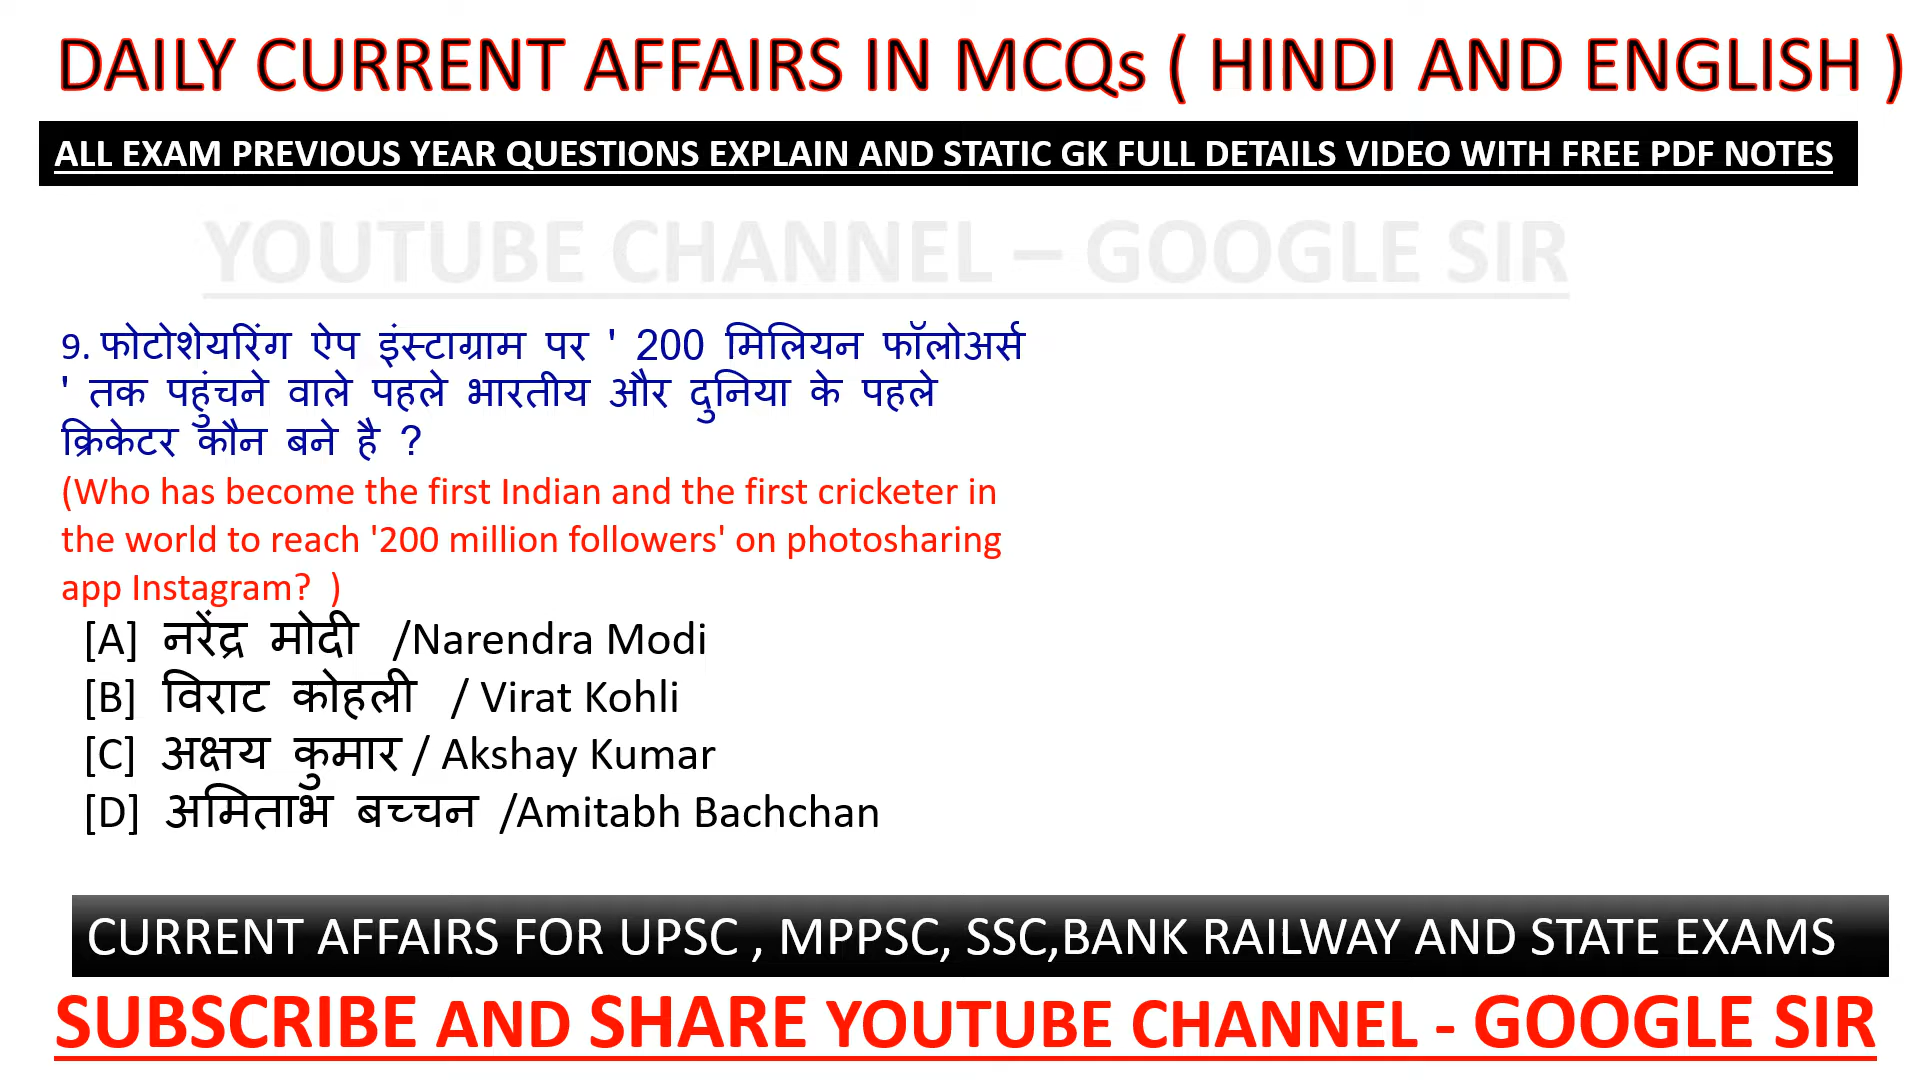 DAILY CURRENT AFFAIRS IN MCQs ( HINDI AND ENGLISH )
ALL EXAM PREVIOUS YEAR QUESTIONS EXPLAIN AND STATIC GK FULL DETAILS VIDEO WITH FREE PDF NOTES
YOUTUBE CHANNEL – GOOGLE SIR
9. फोटोशेयरिंग ऐप इंस्टाग्राम पर ' 200 मिलियन फॉलोअर्स
' तक पहुंचने वाले पहले भारतीय और दुनिया के पहले
क्रिकेटर कौन बने है ?
(Who has become the first Indian and the first cricketer in
the world to reach '200 million followers' on photosharing
app Instagram? )
[A] नरेंद्र मोदी /Narendra Modi
[B] विराट कोहली / Virat Kohli
[C] अक्षय कुमार / Akshay Kumar
[D] अमिताभ बच्चन /Amitabh Bachchan
CURRENT AFFAIRS FOR UPSC , MPPSC, SSC,BANK RAILWAY AND STATE EXAMS
SUBSCRIBE AND SHARE YOUTUBE CHANNEL - GOOGLE SIR